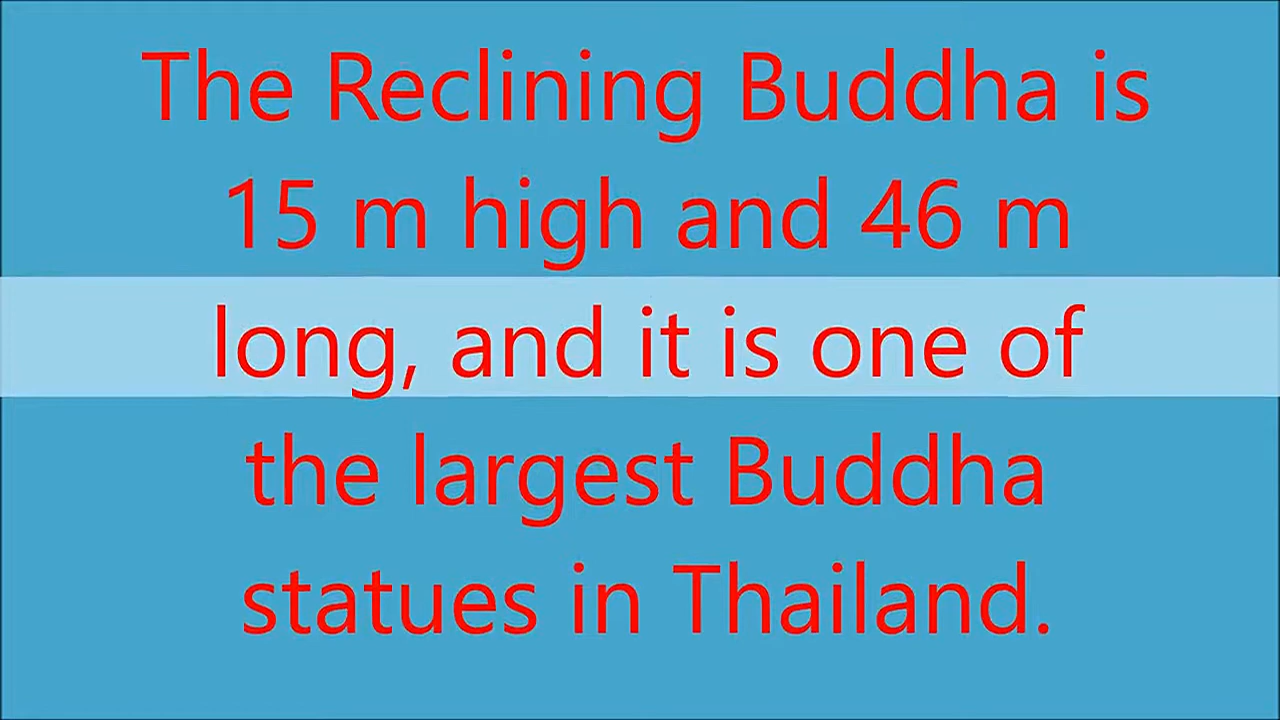 The Reclining Buddha is
15 m high and 46 m
long, and it is one of
the largest Buddha
statues in Thailand.